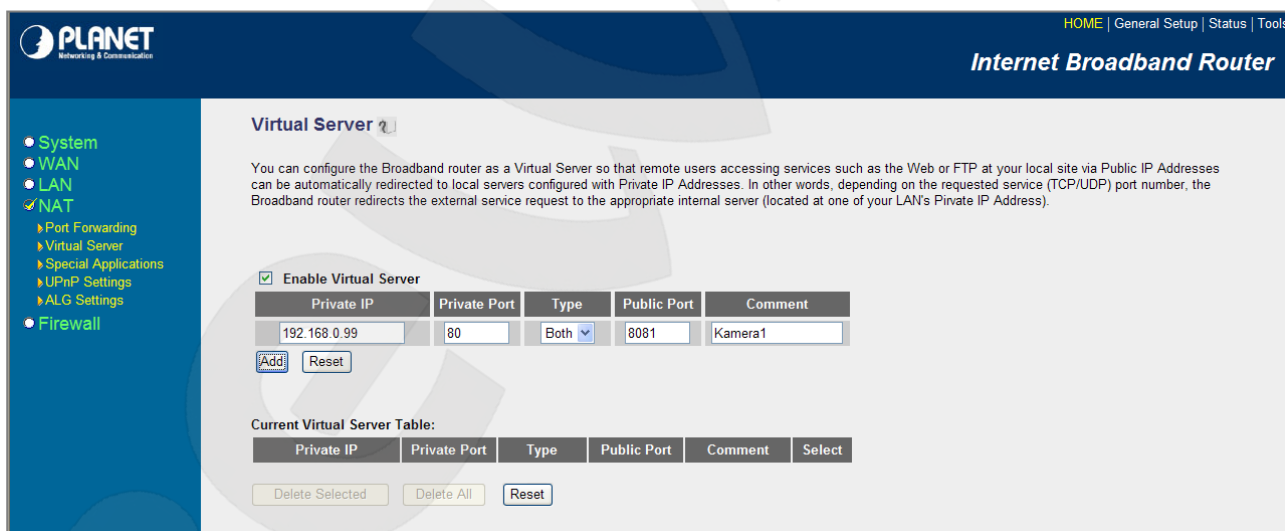 PLANET
Networking & Communication
HOME | General Setup | Status | Tools
Internet Broadband Router
System
WAN
LAN
NAT
Port Forwarding
Virtual Server
Special Applications
UPnP Settings
ALG Settings
Firewall
Virtual Server
You can configure the Broadband router as a Virtual Server so that remote users accessing services such as the Web or FTP at your local site via Public IP Addresses
can be automatically redirected to local servers configured with Private IP Addresses. In other words, depending on the requested service (TCP/UDP) port number, the
Broadband router redirects the external service request to the appropriate internal server (located at one of your LAN's Pivate IP Address).
Enable Virtual Server
Private IP Private Port Type Public Port Comment
192.168.0.99 80 Both 8081 Kamera1
Add Reset
Current Virtual Server Table:
Private IP Private Port Type Public Port Comment Select
Delete Selected Delete All Reset